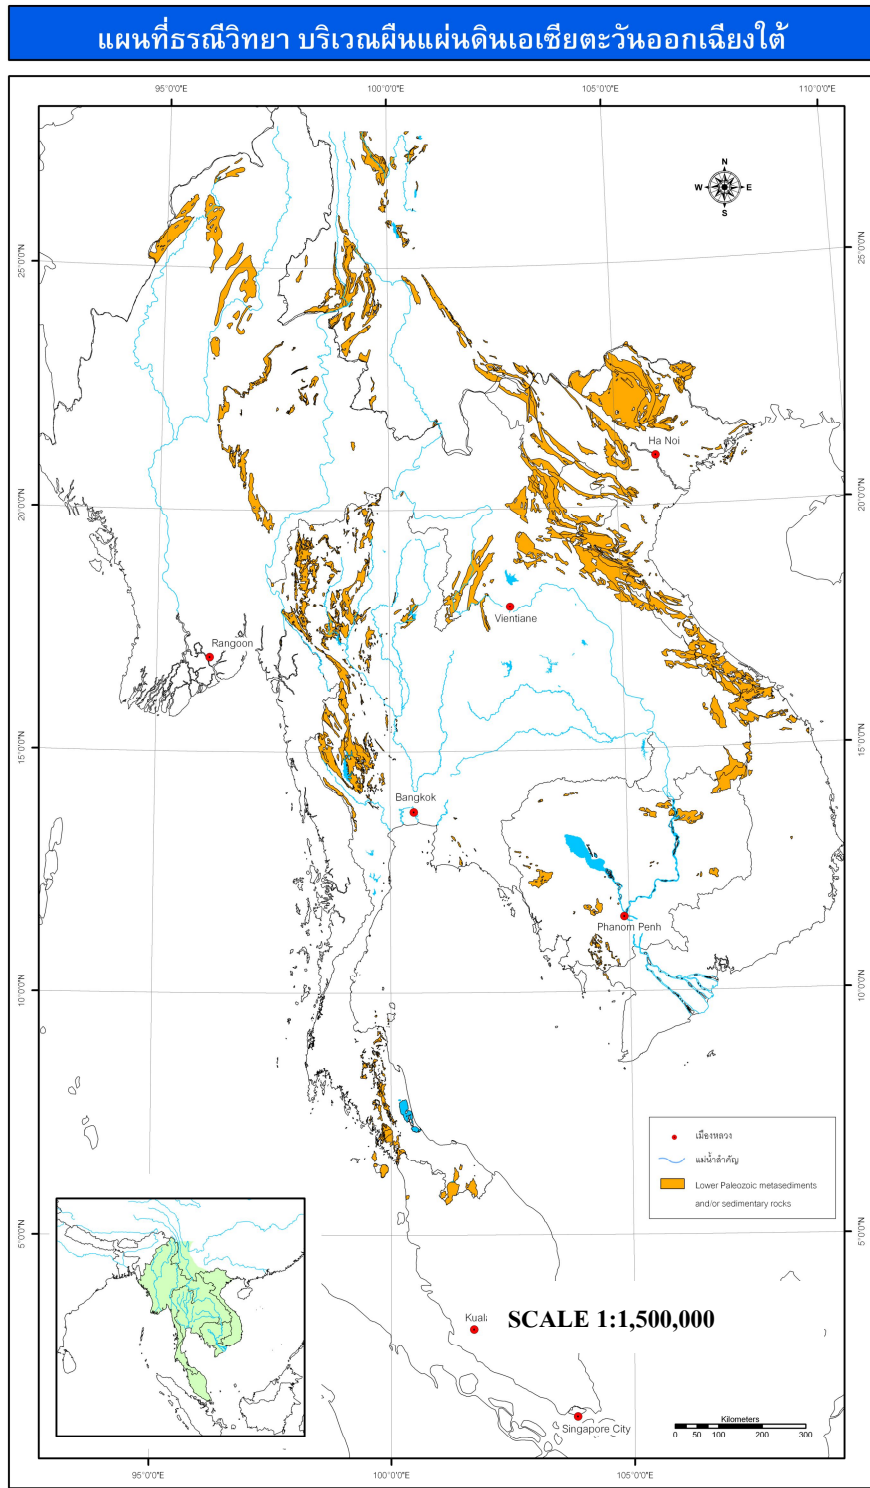 แผนที่ธรณีวิทยา บริเวณผืนแผ่นดินเอเชียตะวันออกเฉียงใต้
95°0'0"E 100°0'0"E 105°0'0"E 110°0'0"E
N
W E
S
25°0'0"N 25°0'0"N
Ha Noi
20°0'0"N 20°0'0"N
Vientiane
Rangoon
15°0'0"N 15°0'0"N
Bangkok
Phanom Penh
10°0'0"N 10°0'0"N
เมืองหลวง
แม่น้ำสำคัญ
Lower Paleozoic metasediments
and/or sedimentary rocks
5°0'0"N 5°0'0"N
Kual
SCALE 1:1,500,000
Singapore City
Kilometers
0 50 100 200 300
95°0'0"E 100°0'0"E 105°0'0"E